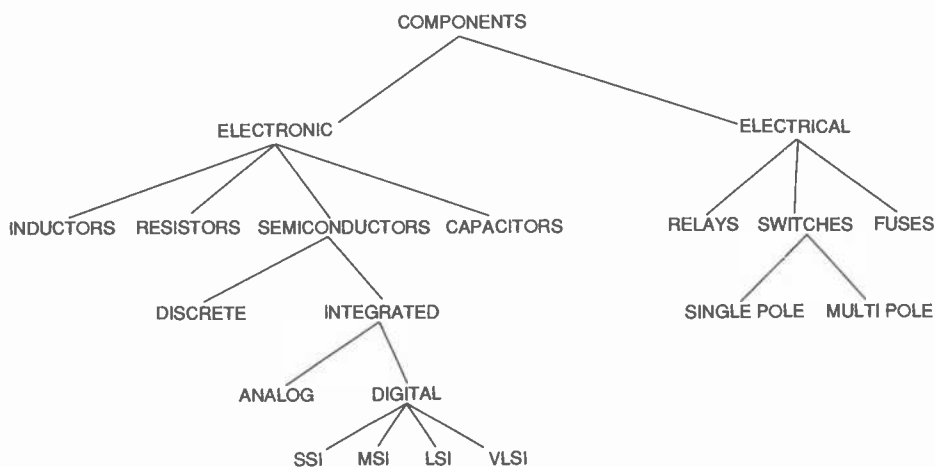 COMPONENTS
ELECTRONIC ELECTRICAL
INDUCTORS RESISTORS SEMICONDUCTORS CAPACITORS RELAYS SWITCHES FUSES
DISCRETE INTEGRATED SINGLE POLE MULTI POLE
ANALOG DIGITAL
SSI MSI LSI VLSI